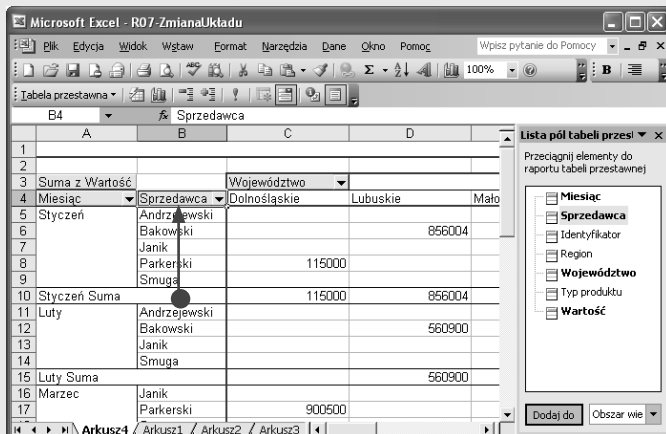 Microsoft Excel - R07-ZmianaUkładu
Plik Edycja Widok Wstaw Format Narzędzia Dane Okno Pomoc Wpisz pytanie do Pomocy
Σ 100% B
Tabela przestawna
B4 fx Sprzedawca
A B C D
1
2
3 Suma z Wartość Województwo
4 Miesiąc Sprzedawca Dolnośląskie Lubuskie Mało
5 Styczeń Andrzejewski
6 Bakowski 856004
7 Janik
8 Parkerski 115000
9 Smuga
10 Styczeń Suma 115000 856004
11 Luty Andrzejewski
12 Bakowski 560900
13 Janik
14 Smuga
15 Luty Suma 560900
16 Marzec Janik
17 Parkerski 900500
Arkusz4 Arkusz1 Arkusz2 Arkusz3
Lista pól tabeli przest
Przeciągnij elementy do
raportu tabeli przestawnej
Miesiąc
Sprzedawca
Identyfikator
Region
Województwo
Typ produktu
Wartość
Dodaj do Obszar wie